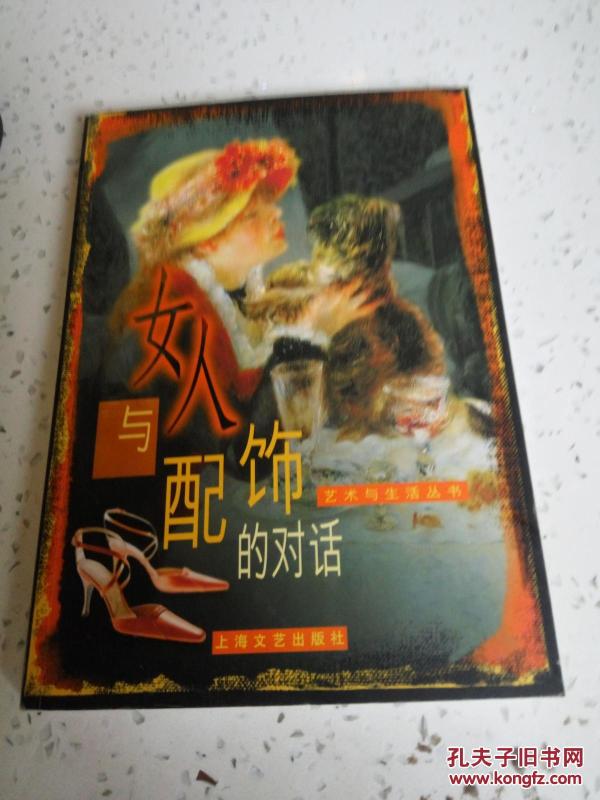 女人
与
配饰
的对话
艺术与生活丛书
上海文艺出版社
孔夫子旧书网
www.kongfz.com